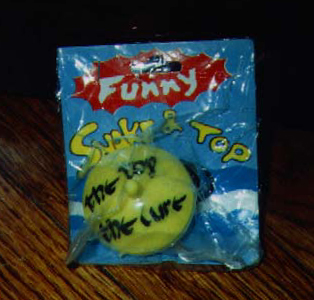 Funny
Snake & Top
the top
the cure